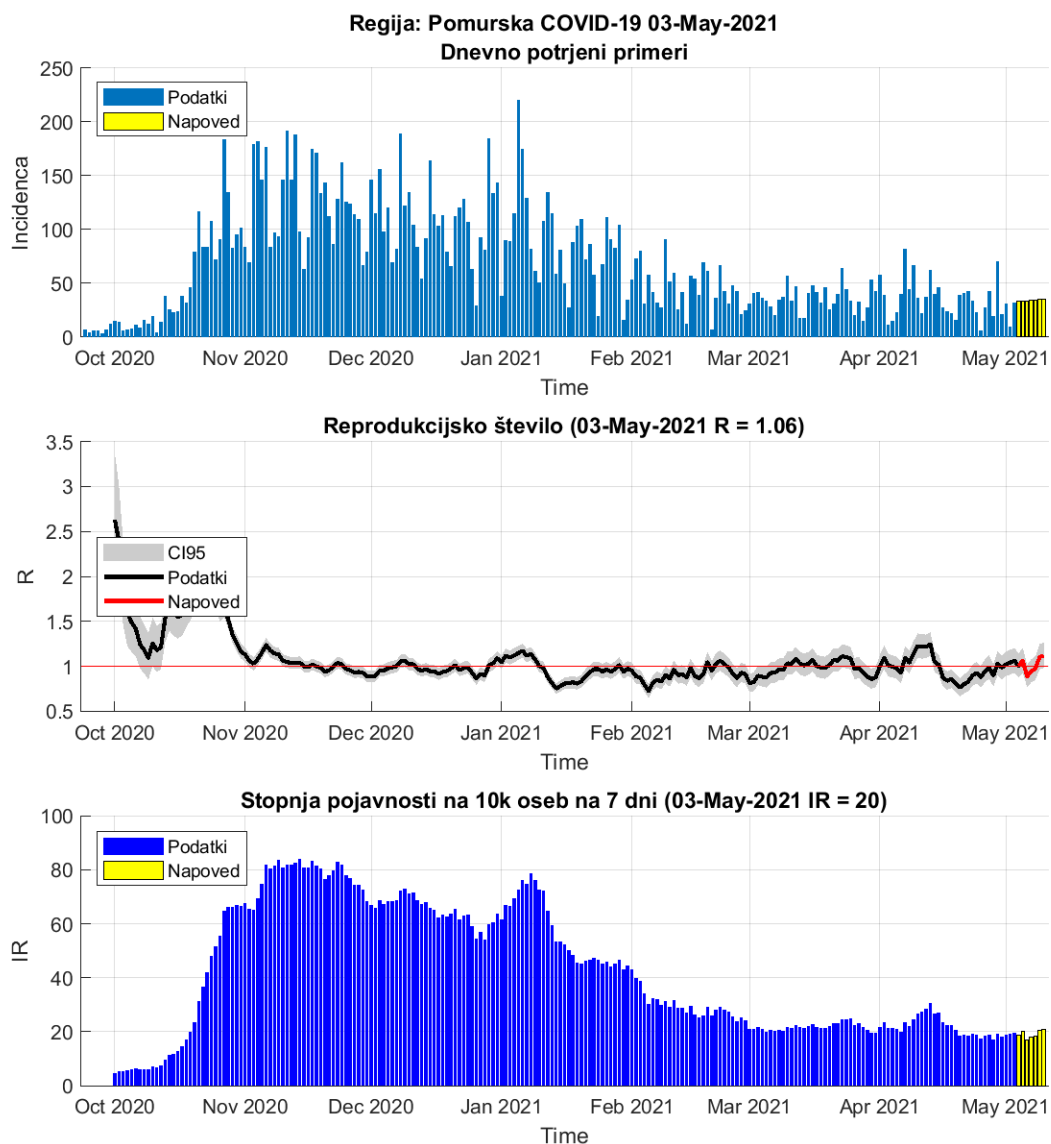 Regija: Pomurska COVID-19 03-May-2021
Dnevno potrjeni primeri
250
200
150
100
50
0
Incidenca
Podatki
Napoved
Oct 2020 Nov 2020 Dec 2020 Jan 2021 Feb 2021 Mar 2021 Apr 2021 May 2021
Time
Reprodukcijsko število (03-May-2021 R = 1.06)
3.5
3
2.5
2
1.5
1
0.5
R
CI95
Podatki
Napoved
Oct 2020 Nov 2020 Dec 2020 Jan 2021 Feb 2021 Mar 2021 Apr 2021 May 2021
Time
Stopnja pojavnosti na 10k oseb na 7 dni (03-May-2021 IR = 20)
100
80
60
40
20
0
IR
Podatki
Napoved
Oct 2020 Nov 2020 Dec 2020 Jan 2021 Feb 2021 Mar 2021 Apr 2021 May 2021
Time